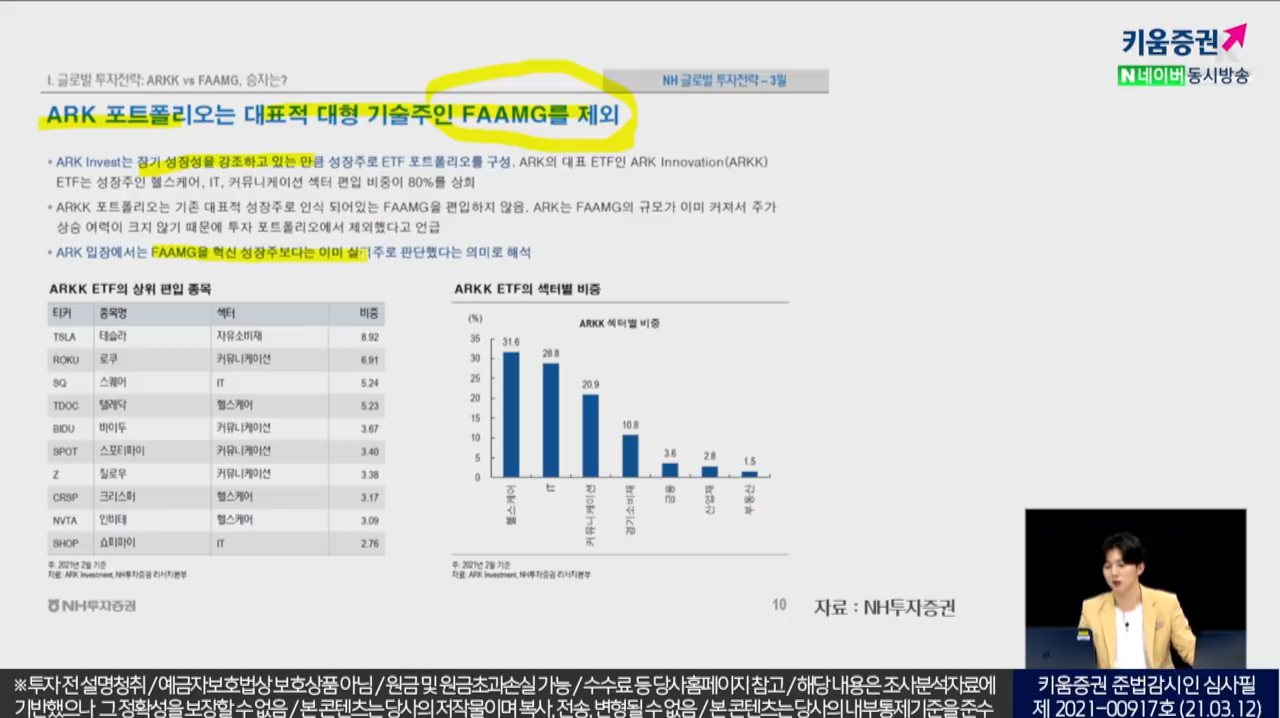 키움증권
N 네이버 동시방송
I. 글로벌 투자전략: ARKK vs FAAMG, 승자는?
NH 글로벌 투자전략 – 3월
ARK 포트폴리오는 대표적 대형 기술주인 FAAMG를 제외
• ARK Invest는 장기 성장성을 강조하고 있는 만큼 성장주로 ETF 포트폴리오를 구성. ARK의 대표 ETF인 ARK Innovation(ARKK)
ETF는 성장주인 헬스케어, IT, 커뮤니케이션 섹터 편입 비중이 80%를 상회
• ARKK 포트폴리오는 기존 대표적 성장주로 인식 되어있는 FAAMG을 편입하지 않음. ARK는 FAAMG의 규모가 이미 커져서 주가
상승 여력이 크지 않기 때문에 투자 포트폴리오에서 제외했다고 언급
• ARK 입장에서는 FAAMG을 혁신 성장주보다는 이미 실적주로 판단했다는 의미로 해석
ARKK ETF의 상위 편입 종목
티커 종목명 섹터 비중
TSLA 테슬라 자유소비재 8.92
ROKU 로쿠 커뮤니케이션 6.91
SQ 스퀘어 IT 5.24
TDOC 텔레닥 헬스케어 5.23
BIDU 바이두 커뮤니케이션 3.67
SPOT 스포티파이 커뮤니케이션 3.40
Z 질로우 커뮤니케이션 3.38
CRSP 크리스퍼 헬스케어 3.17
NVTA 인비테 헬스케어 3.09
SHOP 쇼피파이 IT 2.76
주: 2021년 2월 기준
자료: ARK Investment, NH투자증권 리서치본부
ARKK ETF의 섹터별 비중
(%)
ARKK 섹터별 비중
35
30
25
20
15
10
5
0
31.6
28.8
20.9
10.8
3.6
2.8
1.5
헬스케어
IT
커뮤니케이션
경기소비재
금융
산업재
부동산
주: 2021년 2월 기준
자료: ARK Investment, NH투자증권 리서치본부
NH투자증권
10
자료 : NH투자증권
※ 투자 전 설명청취 / 예금자보호법상 보호상품 아님 / 원금 및 원금초과손실 가능 / 수수료 등 당사홈페이지 참고 / 해당 내용은 조사분석자료에
기반했으나 그 정확성을 보장할 수 없음 / 본 콘텐츠는 당사의 저작물이며 복사, 전송, 변형될 수 없음 / 본 콘텐츠는 당사의 내부통제기준을 준수
키움증권 준법감시인 심사필
제 2021-00917호 (21.03.12)